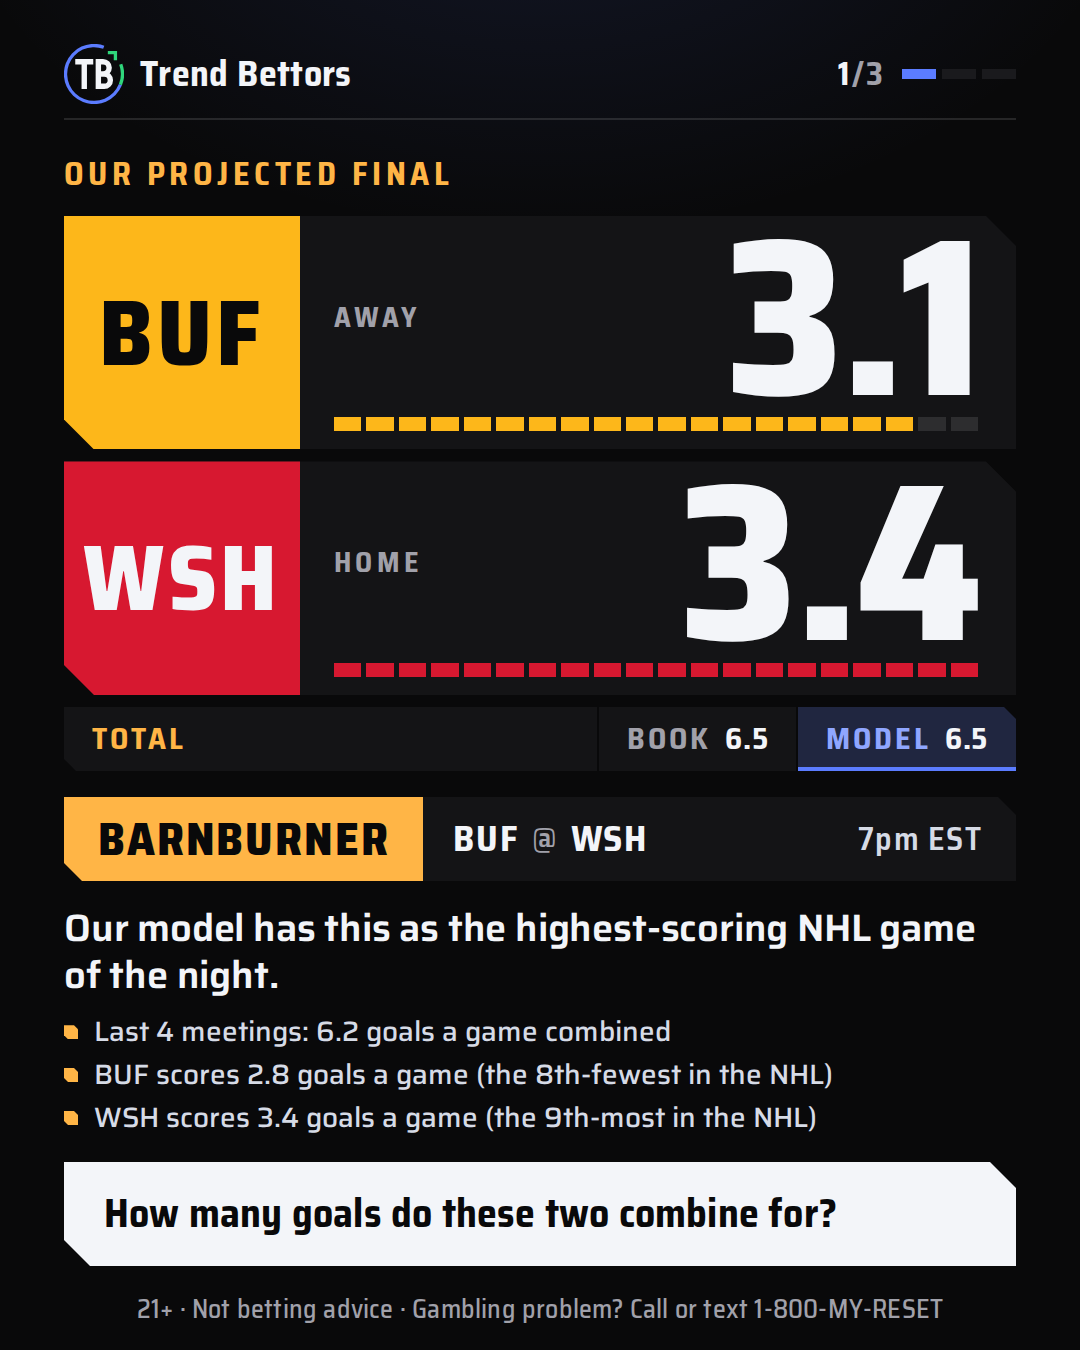 TB Trend Bettors 1/3
OUR PROJECTED FINAL
BUF AWAY 3.1
WSH HOME 3.4
TOTAL BOOK 6.5 MODEL 6.5
BARNBURNER BUF @ WSH 7pm EST
Our model has this as the highest-scoring NHL game
of the night.
Last 4 meetings: 6.2 goals a game combined
BUF scores 2.8 goals a game (the 8th-fewest in the NHL)
WSH scores 3.4 goals a game (the 9th-most in the NHL)
How many goals do these two combine for?
21+ · Not betting advice · Gambling problem? Call or text 1-800-MY-RESET